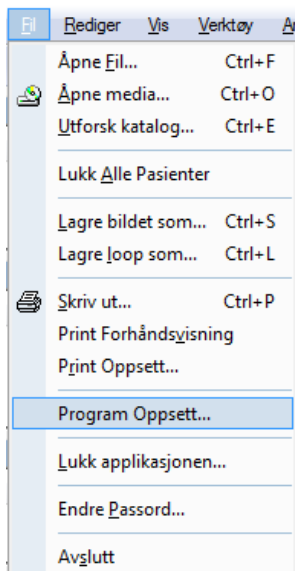 Fil Rediger Vis Verktøy
Åpne Fil... Ctrl+F
Åpne media... Ctrl+O
Utforsk katalog... Ctrl+E
Lukk Alle Pasienter
Lagre bildet som... Ctrl+S
Lagre loop som... Ctrl+L
Skriv ut... Ctrl+P
Print Forhåndsvisning
Print Oppsett...
Program Oppsett...
Lukk applikasjonen...
Endre Passord...
Avslutt